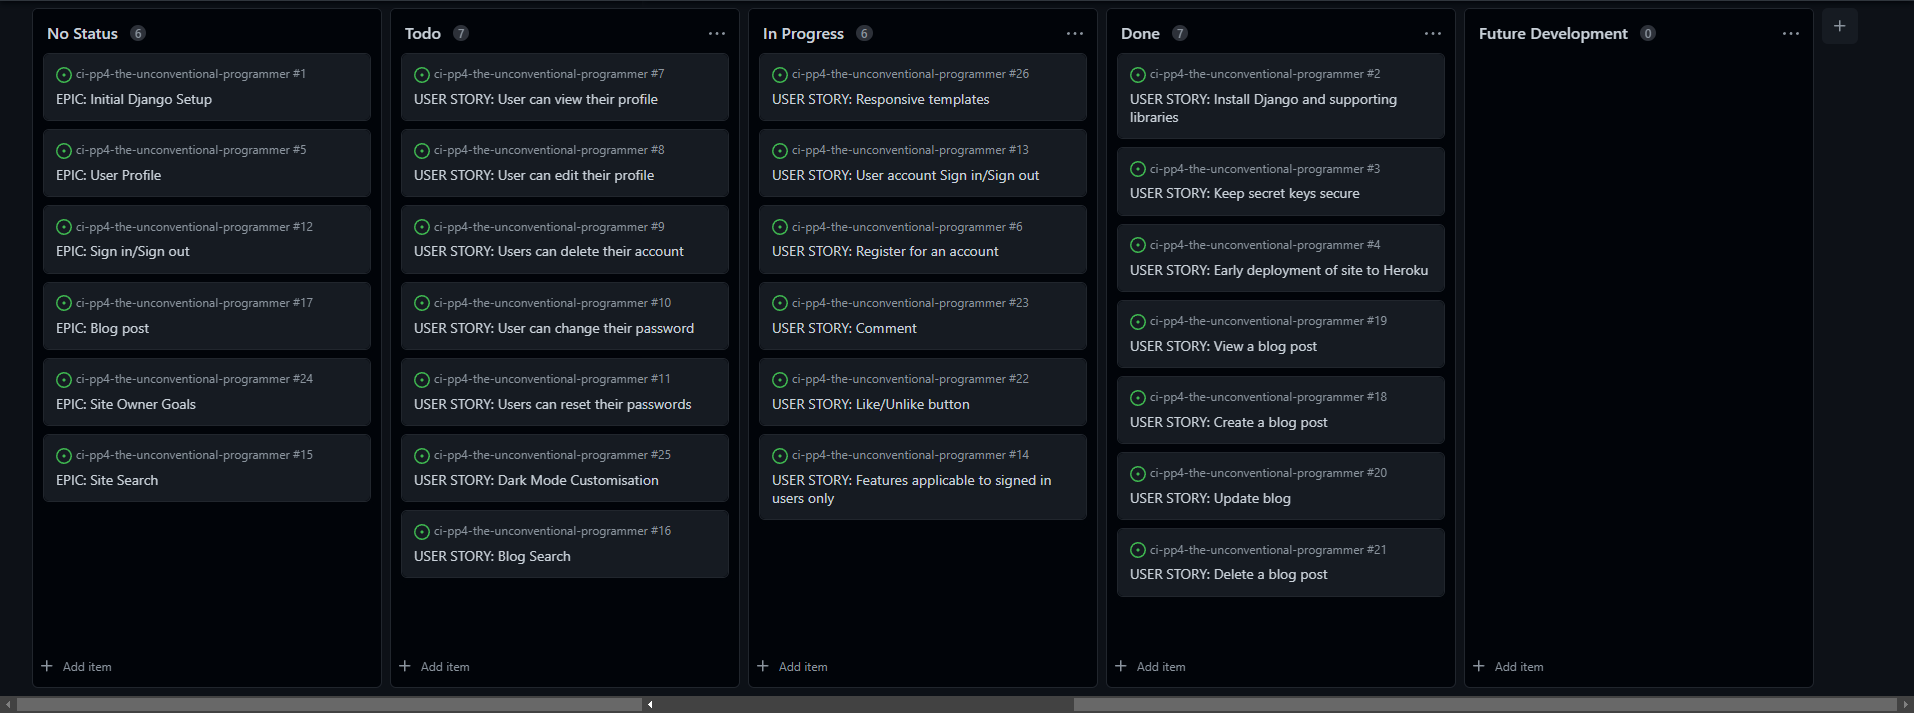 No Status 6
ci-pp4-the-unconventional-programmer #1
EPIC: Initial Django Setup
ci-pp4-the-unconventional-programmer #5
EPIC: User Profile
ci-pp4-the-unconventional-programmer #12
EPIC: Sign in/Sign out
ci-pp4-the-unconventional-programmer #17
EPIC: Blog post
ci-pp4-the-unconventional-programmer #24
EPIC: Site Owner Goals
ci-pp4-the-unconventional-programmer #15
EPIC: Site Search
Add item
Todo 7
ci-pp4-the-unconventional-programmer #7
USER STORY: User can view their profile
ci-pp4-the-unconventional-programmer #8
USER STORY: User can edit their profile
ci-pp4-the-unconventional-programmer #9
USER STORY: Users can delete their account
ci-pp4-the-unconventional-programmer #10
USER STORY: User can change their password
ci-pp4-the-unconventional-programmer #11
USER STORY: Users can reset their passwords
ci-pp4-the-unconventional-programmer #25
USER STORY: Dark Mode Customisation
ci-pp4-the-unconventional-programmer #16
USER STORY: Blog Search
Add item
In Progress 6
ci-pp4-the-unconventional-programmer #26
USER STORY: Responsive templates
ci-pp4-the-unconventional-programmer #13
USER STORY: User account Sign in/Sign out
ci-pp4-the-unconventional-programmer #6
USER STORY: Register for an account
ci-pp4-the-unconventional-programmer #23
USER STORY: Comment
ci-pp4-the-unconventional-programmer #22
USER STORY: Like/Unlike button
ci-pp4-the-unconventional-programmer #14
USER STORY: Features applicable to signed in
users only
Add item
Done 7
ci-pp4-the-unconventional-programmer #2
USER STORY: Install Django and supporting
libraries
ci-pp4-the-unconventional-programmer #3
USER STORY: Keep secret keys secure
ci-pp4-the-unconventional-programmer #4
USER STORY: Early deployment of site to Heroku
ci-pp4-the-unconventional-programmer #19
USER STORY: View a blog post
ci-pp4-the-unconventional-programmer #18
USER STORY: Create a blog post
ci-pp4-the-unconventional-programmer #20
USER STORY: Update blog
ci-pp4-the-unconventional-programmer #21
USER STORY: Delete a blog post
Add item
Future Development 0
Add item